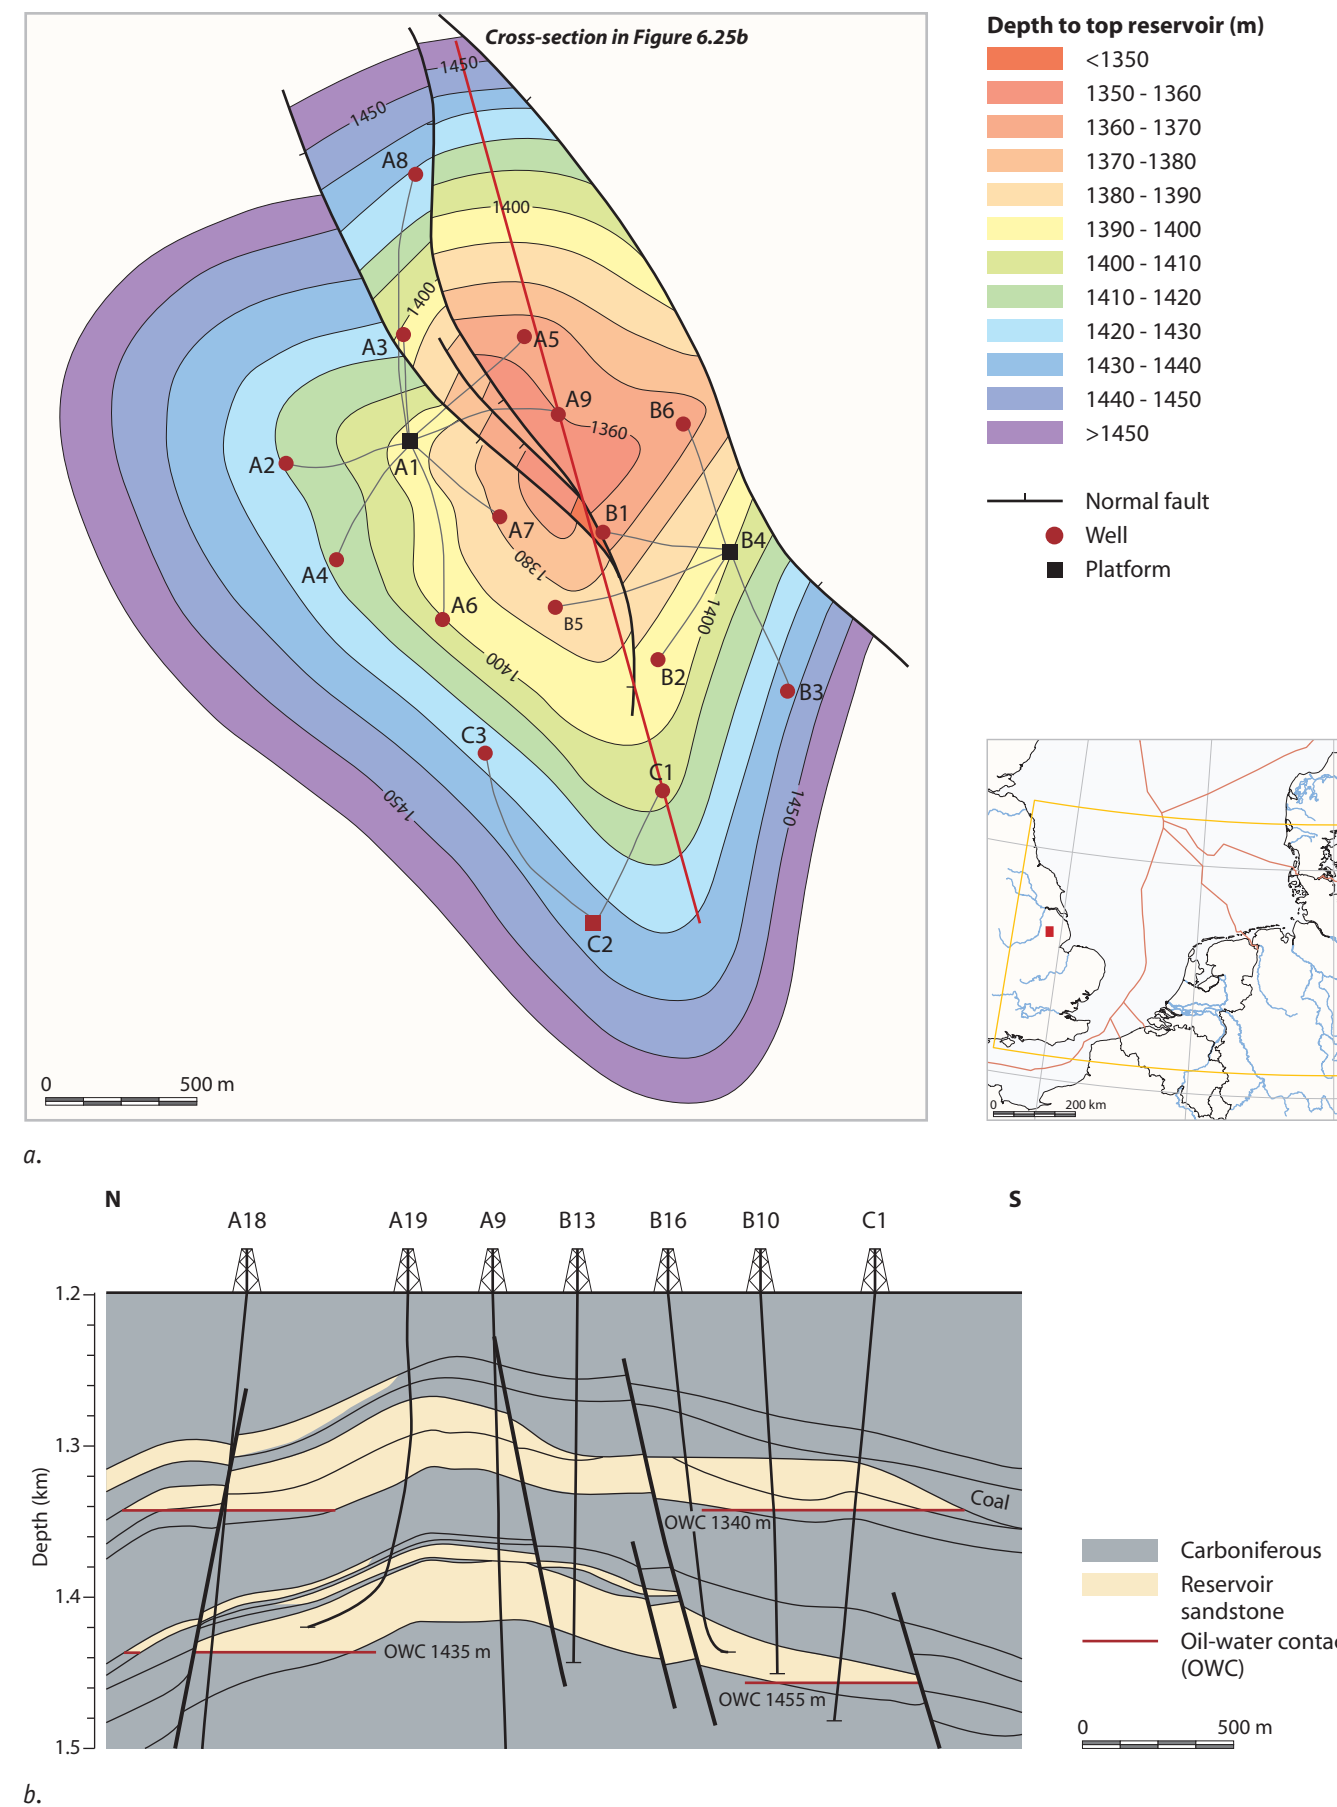 Cross-section in Figure 6.25b
1450
1450
A8
1400
1400
A3
A5
A9
B6
1360
A2
A1
B1
A7
B4
1380
A4
A6
B5
1400
1400
B2
B3
C3
C1
1450
1450
C2
0 500 m
Depth to top reservoir (m)
<1350
1350 - 1360
1360 - 1370
1370 -1380
1380 - 1390
1390 - 1400
1400 - 1410
1410 - 1420
1420 - 1430
1430 - 1440
1440 - 1450
>1450
Normal fault
Well
Platform
0 200 km
a.
N S
A18 A19 A9 B13 B16 B10 C1
1.2
1.3
1.4
1.5
Depth (km)
Coal
OWC 1340 m
OWC 1435 m
OWC 1455 m
Carboniferous
Reservoir
sandstone
Oil-water conta
(OWC)
0 500 m
b.